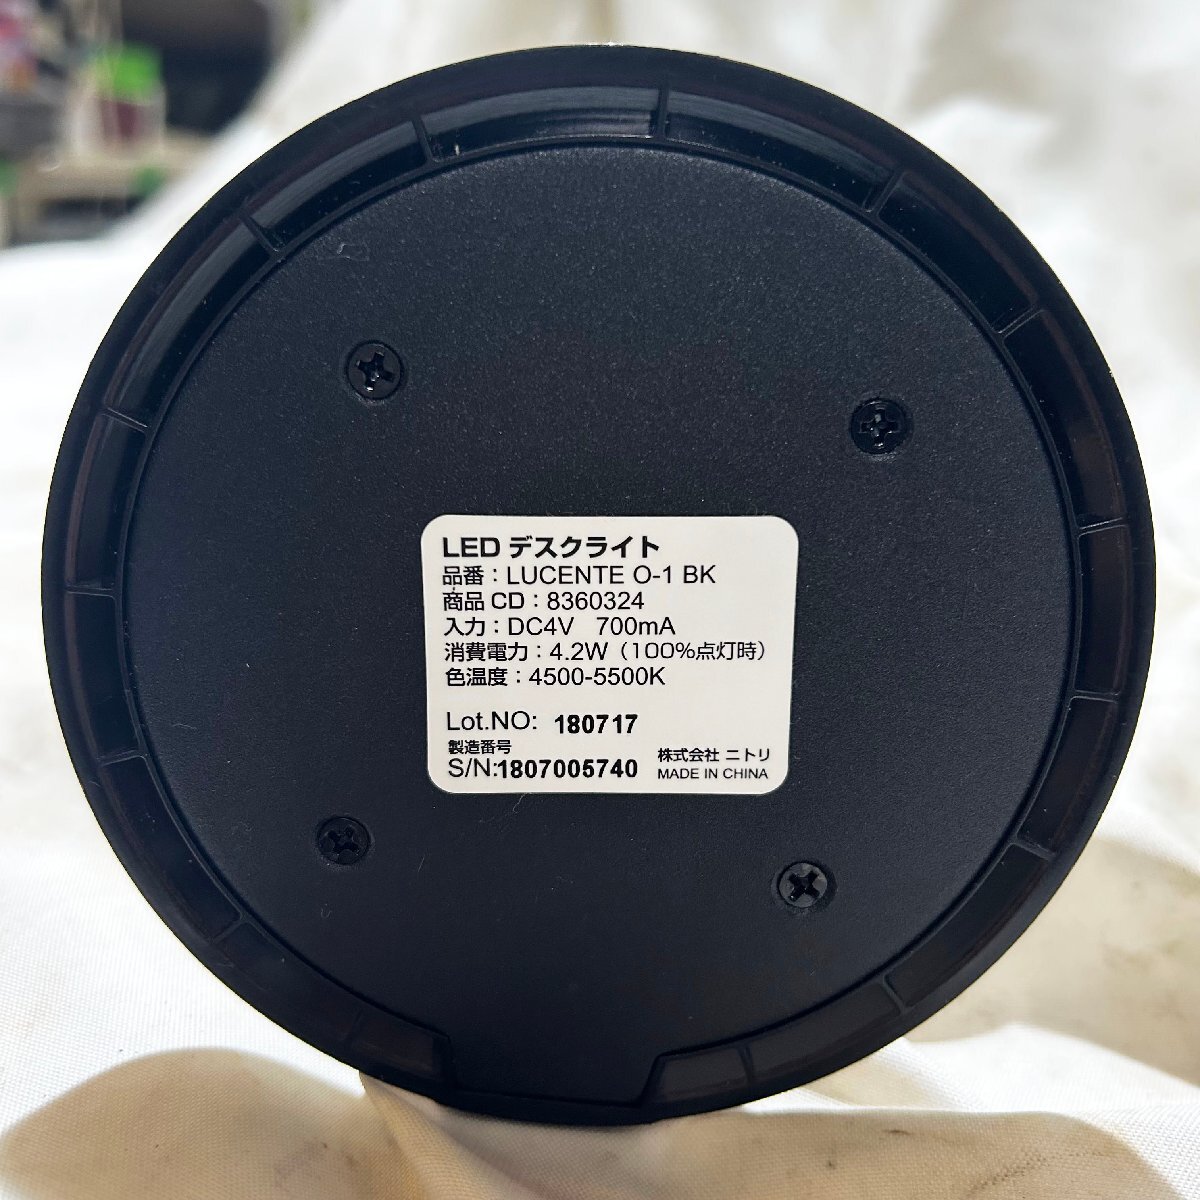 LED デスクライト
品番：LUCENTE O-1 BK
商品 CD：8360324
入力：DC4V 700mA
消費電力：4.2W（100%点灯時）
色温度：4500-5500K
Lot.NO: 180717
製造番号
S/N:1807005740
株式会社 ニトリ
MADE IN CHINA